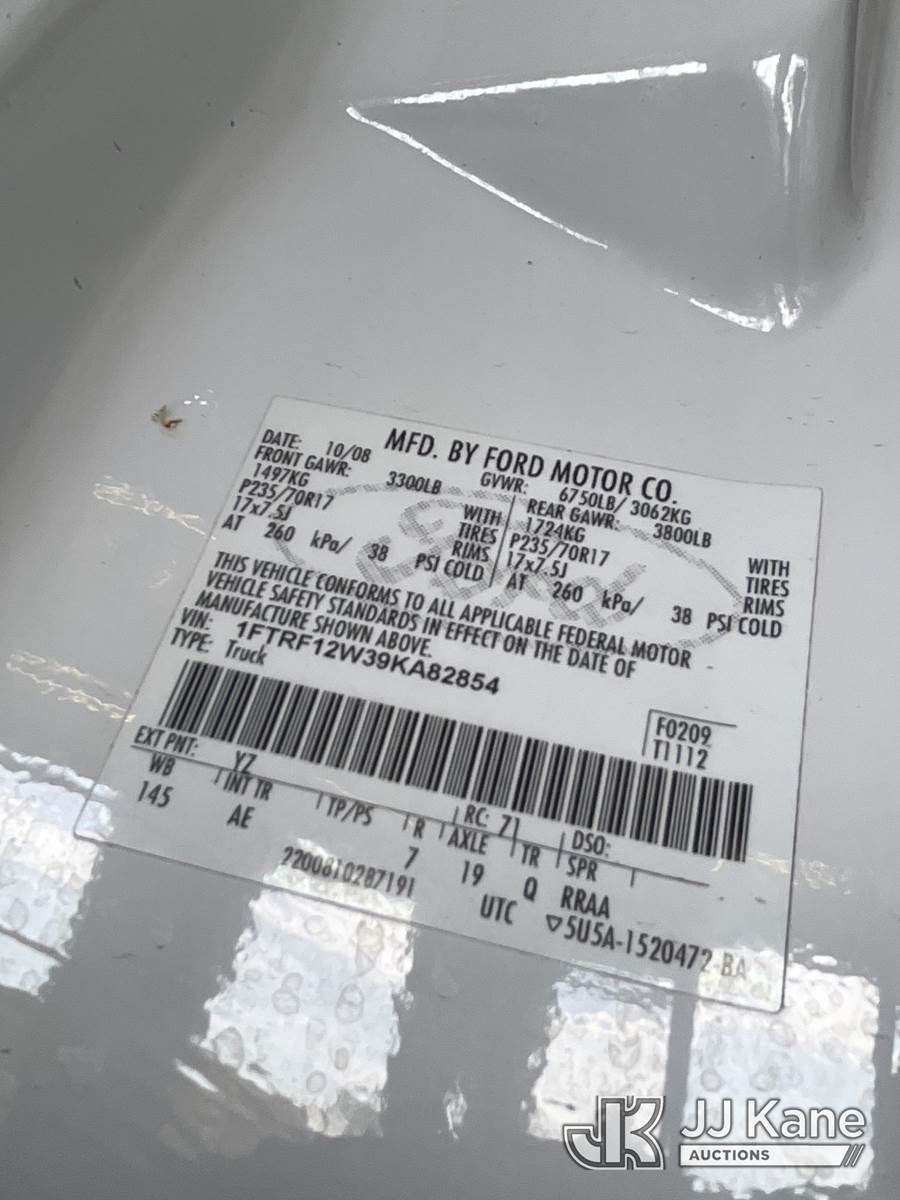 MFD. BY FORD MOTOR CO.
DATE: 10/08 GVWR: 6750LB/ 3062KG
FRONT GAWR: 3300LB REAR GAWR: 3800LB
1497KG WITH 1724KG WITH
P235/70R17 TIRES P235/70R17 TIRES
17x7.5J RIMS 17x7.5J RIMS
AT 260 kPa/ 38 PSI COLD AT 260 kPa/ 38 PSI COLD
THIS VEHICLE CONFORMS TO ALL APPLICABLE FEDERAL MOTOR
VEHICLE SAFETY STANDARDS IN EFFECT ON THE DATE OF
MANUFACTURE SHOWN ABOVE.
VIN: 1FTRF12W39KA82854
TYPE: Truck
F0209
T1112
EXT PNT: YZ RC: 71 DSO:
WB INT TR TP/PS R AXLE TR SPR
145 AE 7 19 Q RRAA
2200810287191 UTC ▽5U5A-1520472-BA
Ford
JK JJ Kane
AUCTIONS